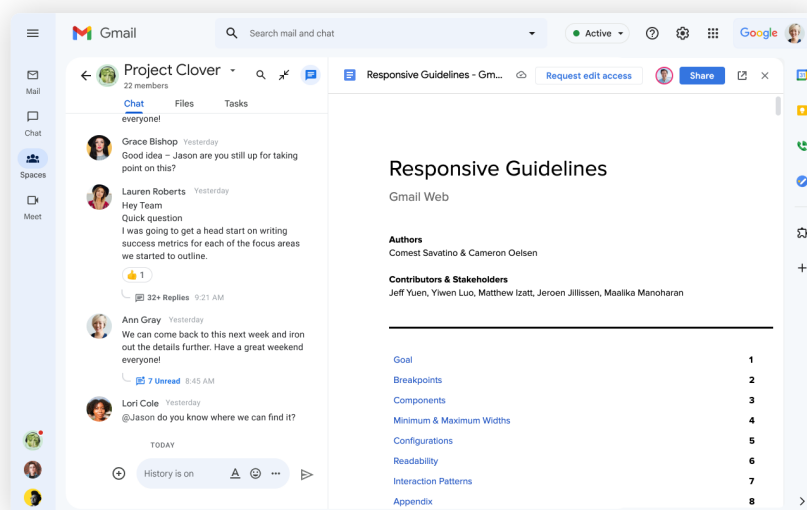 Gmail
Search mail and chat
Active
Google
Mail
Chat
Spaces
Meet
Project Clover
22 members
Chat Files Tasks
everyone!
Grace Bishop Yesterday
Good idea – Jason are you still up for taking
point on this?
Lauren Roberts Yesterday
Hey Team
Quick question
I was going to get a head start on writing
success metrics for each of the focus areas
we started to outline.
👍 1
32+ Replies 9:21 AM
Ann Gray Yesterday
We can come back to this next week and iron
out the details further. Have a great weekend
everyone!
7 Unread 8:45 AM
Lori Cole Yesterday
@Jason do you know where we can find it?
TODAY
History is on
Responsive Guidelines - Gm...
Request edit access
Share
Responsive Guidelines
Gmail Web
Authors
Comest Savatino & Cameron Oelsen
Contributors & Stakeholders
Jeff Yuen, Yiwen Luo, Matthew Izatt, Jeroen Jillissen, Maalika Manoharan
Goal 1
Breakpoints 2
Components 3
Minimum & Maximum Widths 4
Configurations 5
Readability 6
Interaction Patterns 7
Appendix 8